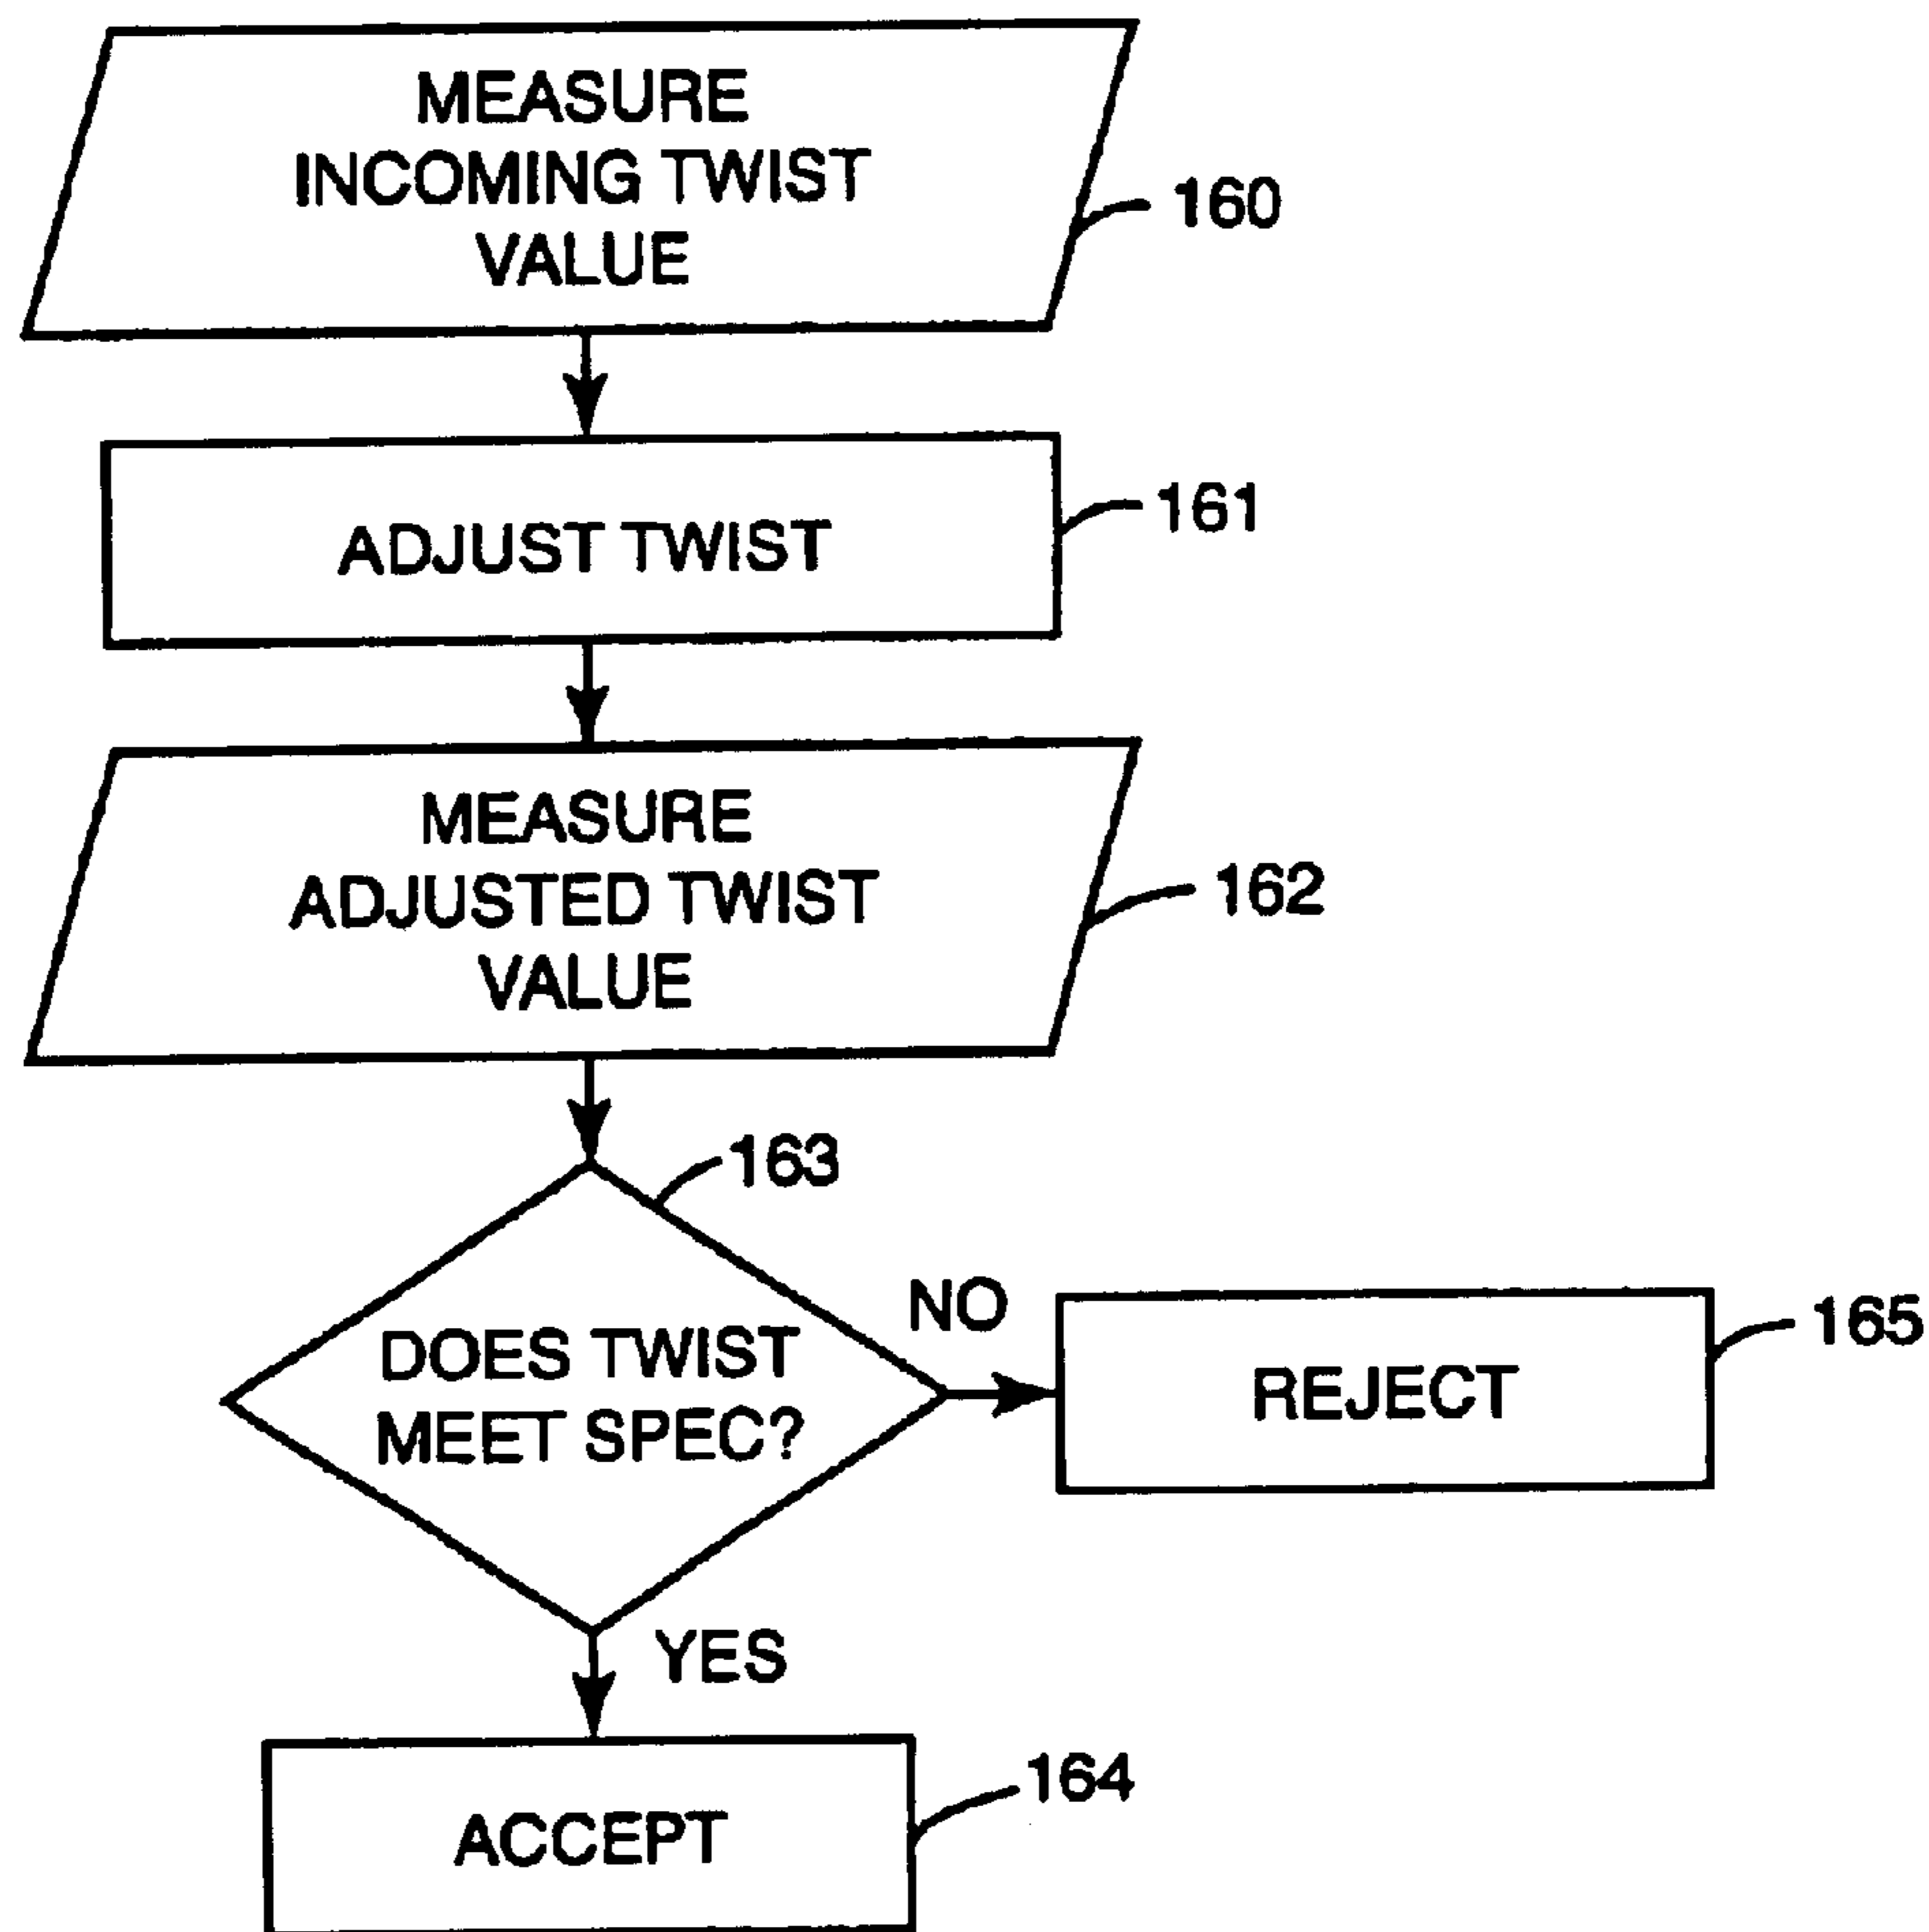 MEASURE
INCOMING TWIST
VALUE
160
ADJUST TWIST
161
MEASURE
ADJUSTED TWIST
VALUE
162
163
DOES TWIST
MEET SPEC?
NO
REJECT
165
YES
ACCEPT
164